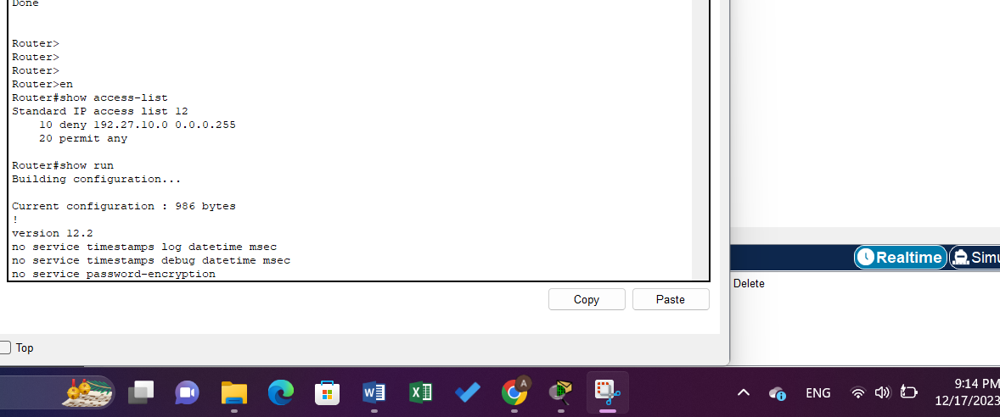 Done
Router>
Router>
Router>
Router>en
Router#show access-list
Standard IP access list 12
    10 deny 192.27.10.0 0.0.0.255
    20 permit any
Router#show run
Building configuration...
Current configuration : 986 bytes
!
version 12.2
no service timestamps log datetime msec
no service timestamps debug datetime msec
no service password-encryption
Copy
Paste
Top
Realtime
Simu
Delete
A
ENG
9:14 PM
12/17/2023